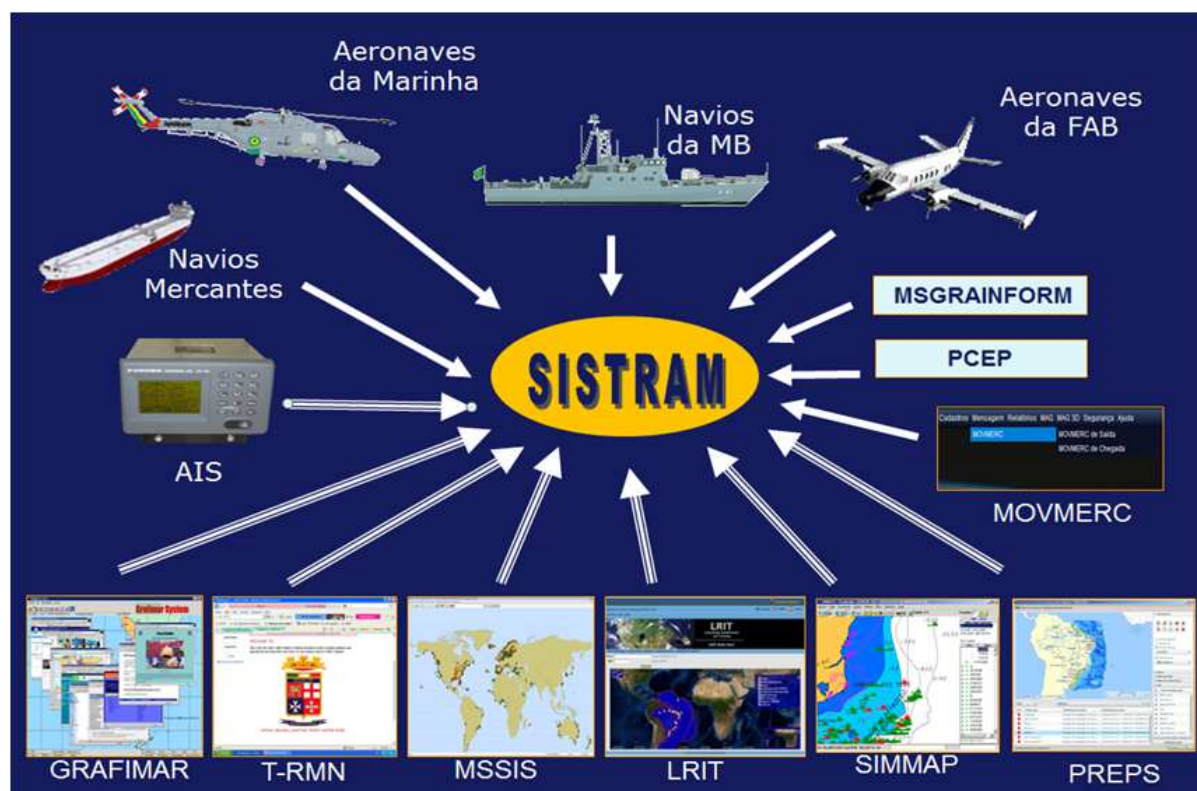 Aeronaves
da Marinha
Navios
da MB
Aeronaves
da FAB
Navios
Mercantes
MSGRAINFORM
PCEP
SISTRAM
AIS
Cadastros Mensagem Relatórios MAG MAG 3D Segurança Ajuda
MOVMERC MOVMERC de Saída
MOVMERC de Chegada
MOVMERC
Grafimar System
LRIT
GRAFIMAR
T-RMN
MSSIS
LRIT
SIMMAP
PREPS